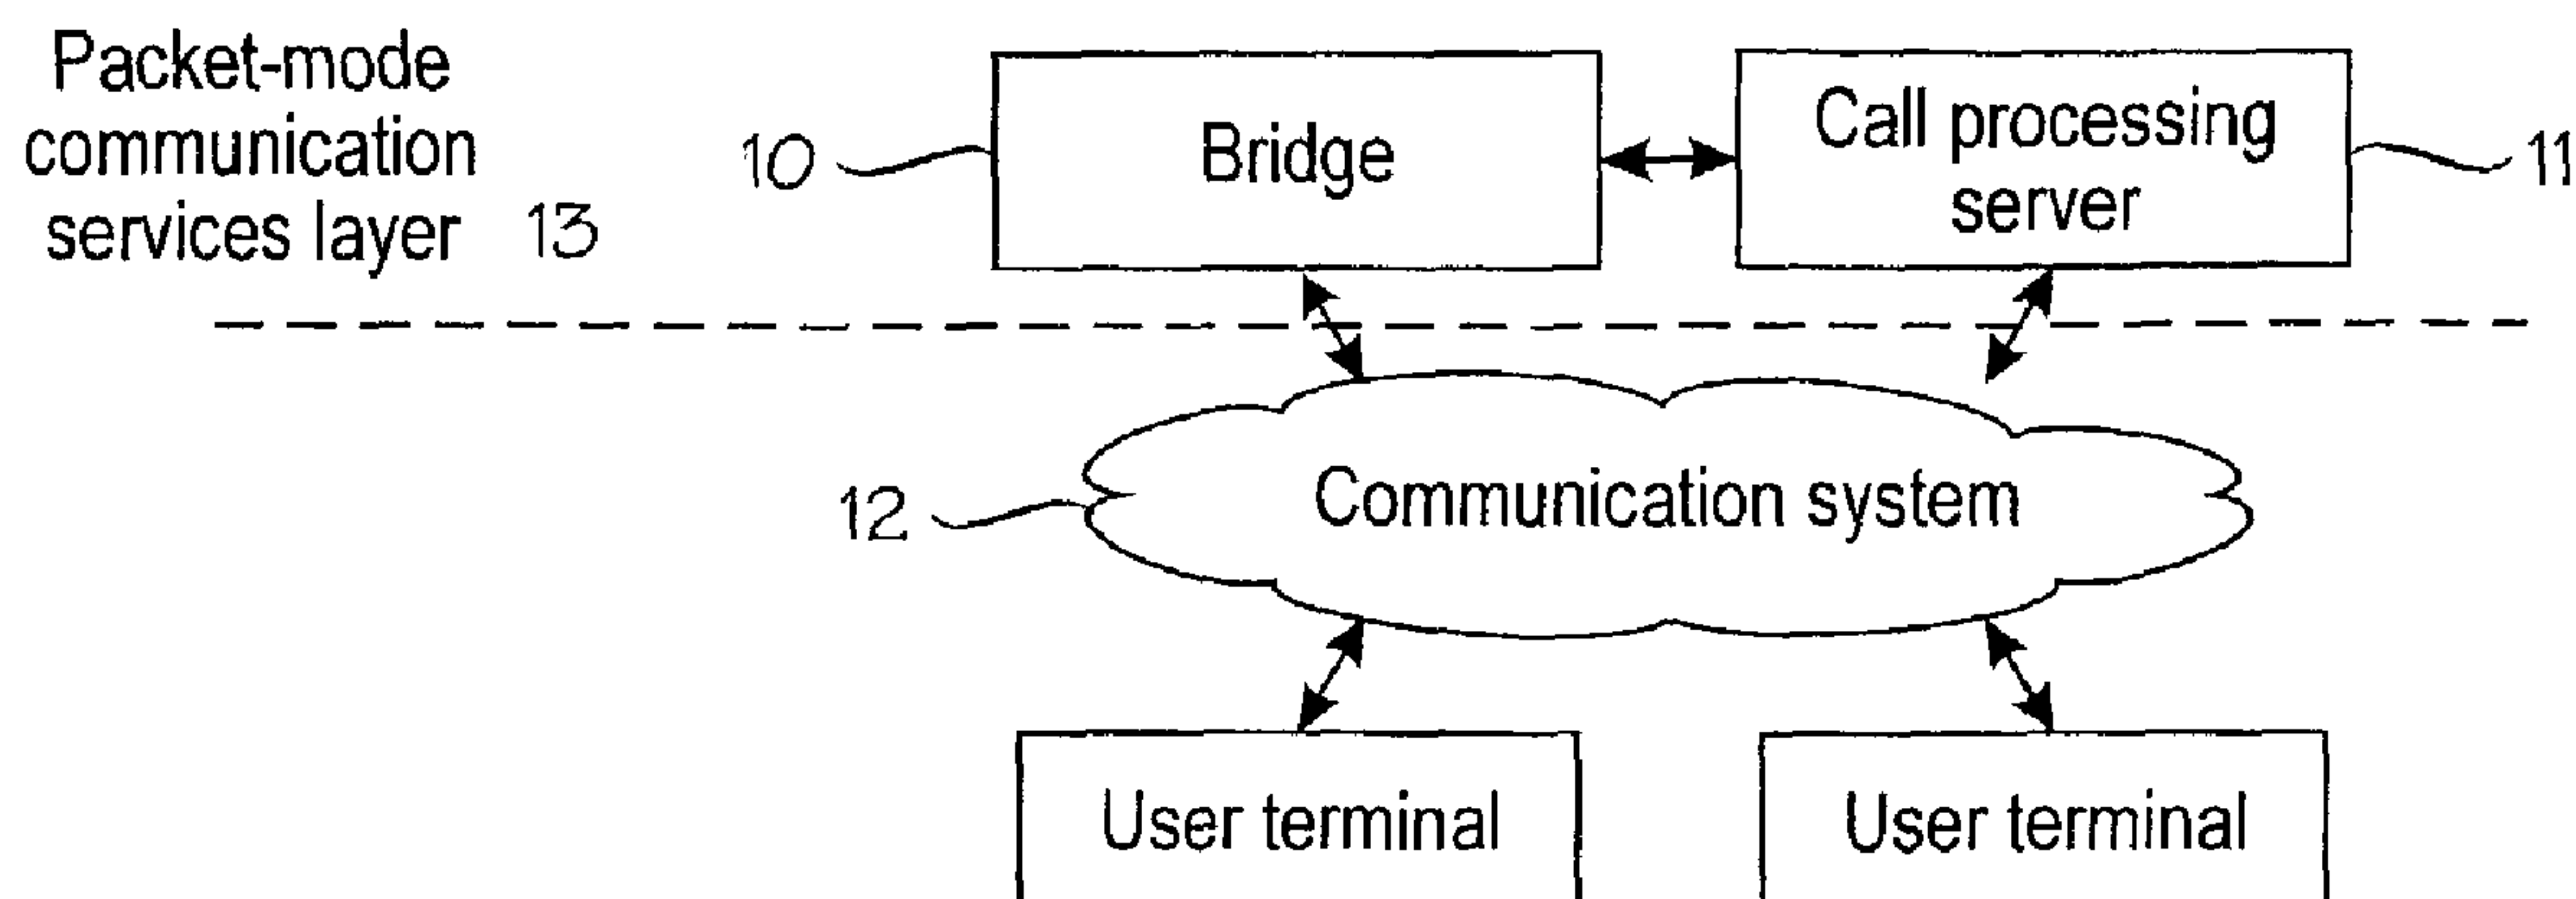 Packet-mode
communication
services layer 13
10
Bridge
Call processing
server
11
12
Communication system
User terminal
User terminal